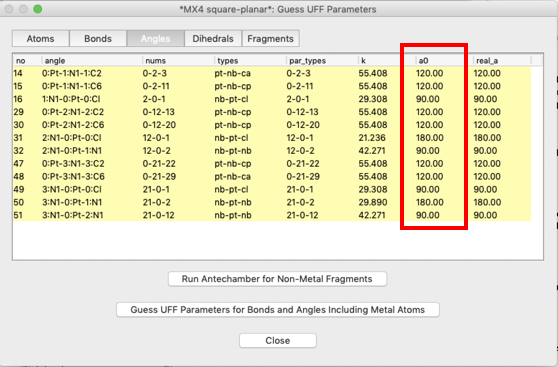 *MX4 square-planar*: Guess UFF Parameters
Atoms Bonds Angles Dihedrals Fragments
no angle nums types par_types k a0 real_a
14 0:Pt-1:N1-1:C2 0-2-3 pt-nb-ca 0-2-3 55.408 120.00 120.00
15 0:Pt-1:N1-1:C6 0-2-11 pt-nb-cp 0-2-11 55.408 120.00 120.00
16 1:N1-0:Pt-0:Cl 2-0-1 nb-pt-cl 2-0-1 29.308 90.00 90.00
29 0:Pt-2:N1-2:C2 0-12-13 pt-nb-cp 0-12-13 55.408 120.00 120.00
30 0:Pt-2:N1-2:C6 0-12-20 pt-nb-cp 0-12-20 55.408 120.00 120.00
31 2:N1-0:Pt-0:Cl 12-0-1 nb-pt-cl 12-0-1 21.236 180.00 180.00
32 2:N1-0:Pt-1:N1 12-0-2 nb-pt-nb 12-0-2 42.271 90.00 90.00
47 0:Pt-3:N1-3:C2 0-21-22 pt-nb-cp 0-21-22 55.408 120.00 120.00
48 0:Pt-3:N1-3:C6 0-21-29 pt-nb-ca 0-21-29 55.408 120.00 120.00
49 3:N1-0:Pt-0:Cl 21-0-1 nb-pt-cl 21-0-1 29.308 90.00 90.00
50 3:N1-0:Pt-1:N1 21-0-2 nb-pt-nb 21-0-2 29.890 180.00 180.00
51 3:N1-0:Pt-2:N1 21-0-12 nb-pt-nb 21-0-12 42.271 90.00 90.00
Run Antechamber for Non-Metal Fragments
Guess UFF Parameters for Bonds and Angles Including Metal Atoms
Close